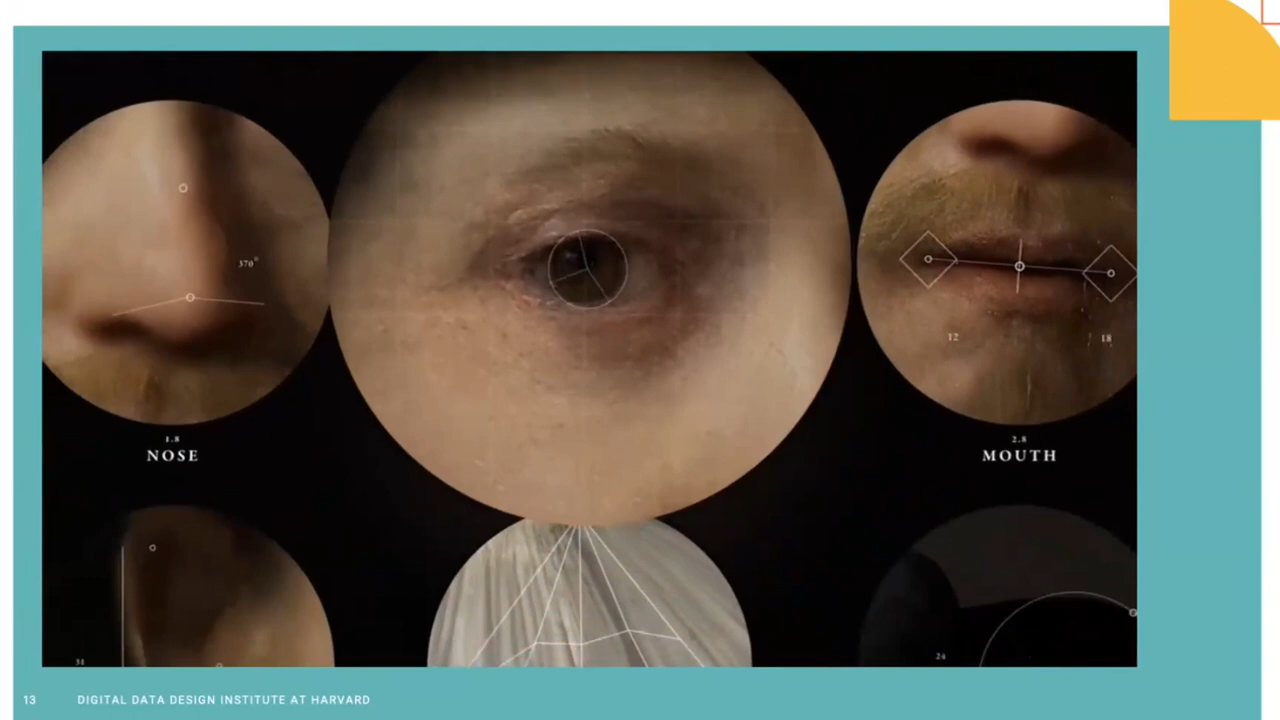 370°
12
18
1.8
NOSE
2.8
MOUTH
31
24
13 DIGITAL DATA DESIGN INSTITUTE AT HARVARD